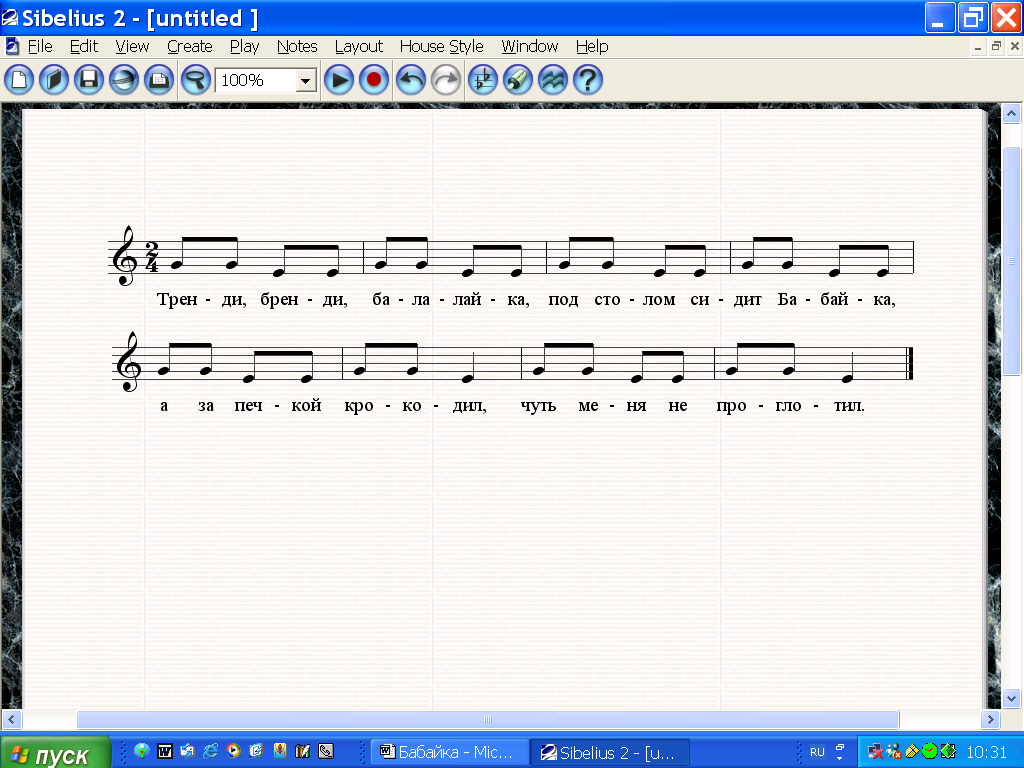 Sibelius 2 - [untitled ]
File Edit View Create Play Notes Layout House Style Window Help
100%
2
4
Трен - ди, брен - ди, ба - ла - лай - ка, под сто - лом си - дит Ба - бай - ка,
а за печ - кой кро - ко - дил, чуть ме - ня не про - гло - тил.
пуск Бабайка - Mic... Sibelius 2 - [u... RU 10:31